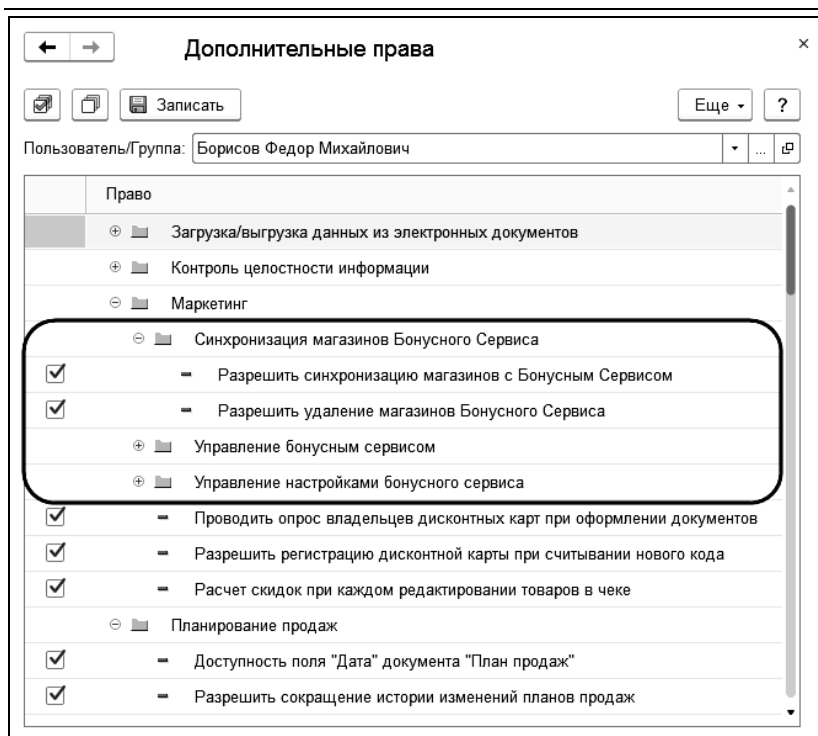 Дополнительные права
Записать
Еще
?
Пользователь/Группа: Борисов Федор Михайлович
Право
Загрузка/выгрузка данных из электронных документов
Контроль целостности информации
Маркетинг
Синхронизация магазинов Бонусного Сервиса
Разрешить синхронизацию магазинов с Бонусным Сервисом
Разрешить удаление магазинов Бонусного Сервиса
Управление бонусным сервисом
Управление настройками бонусного сервиса
Проводить опрос владельцев дисконтных карт при оформлении документов
Разрешить регистрацию дисконтной карты при считывании нового кода
Расчет скидок при каждом редактировании товаров в чеке
Планирование продаж
Доступность поля "Дата" документа "План продаж"
Разрешить сокращение истории изменений планов продаж